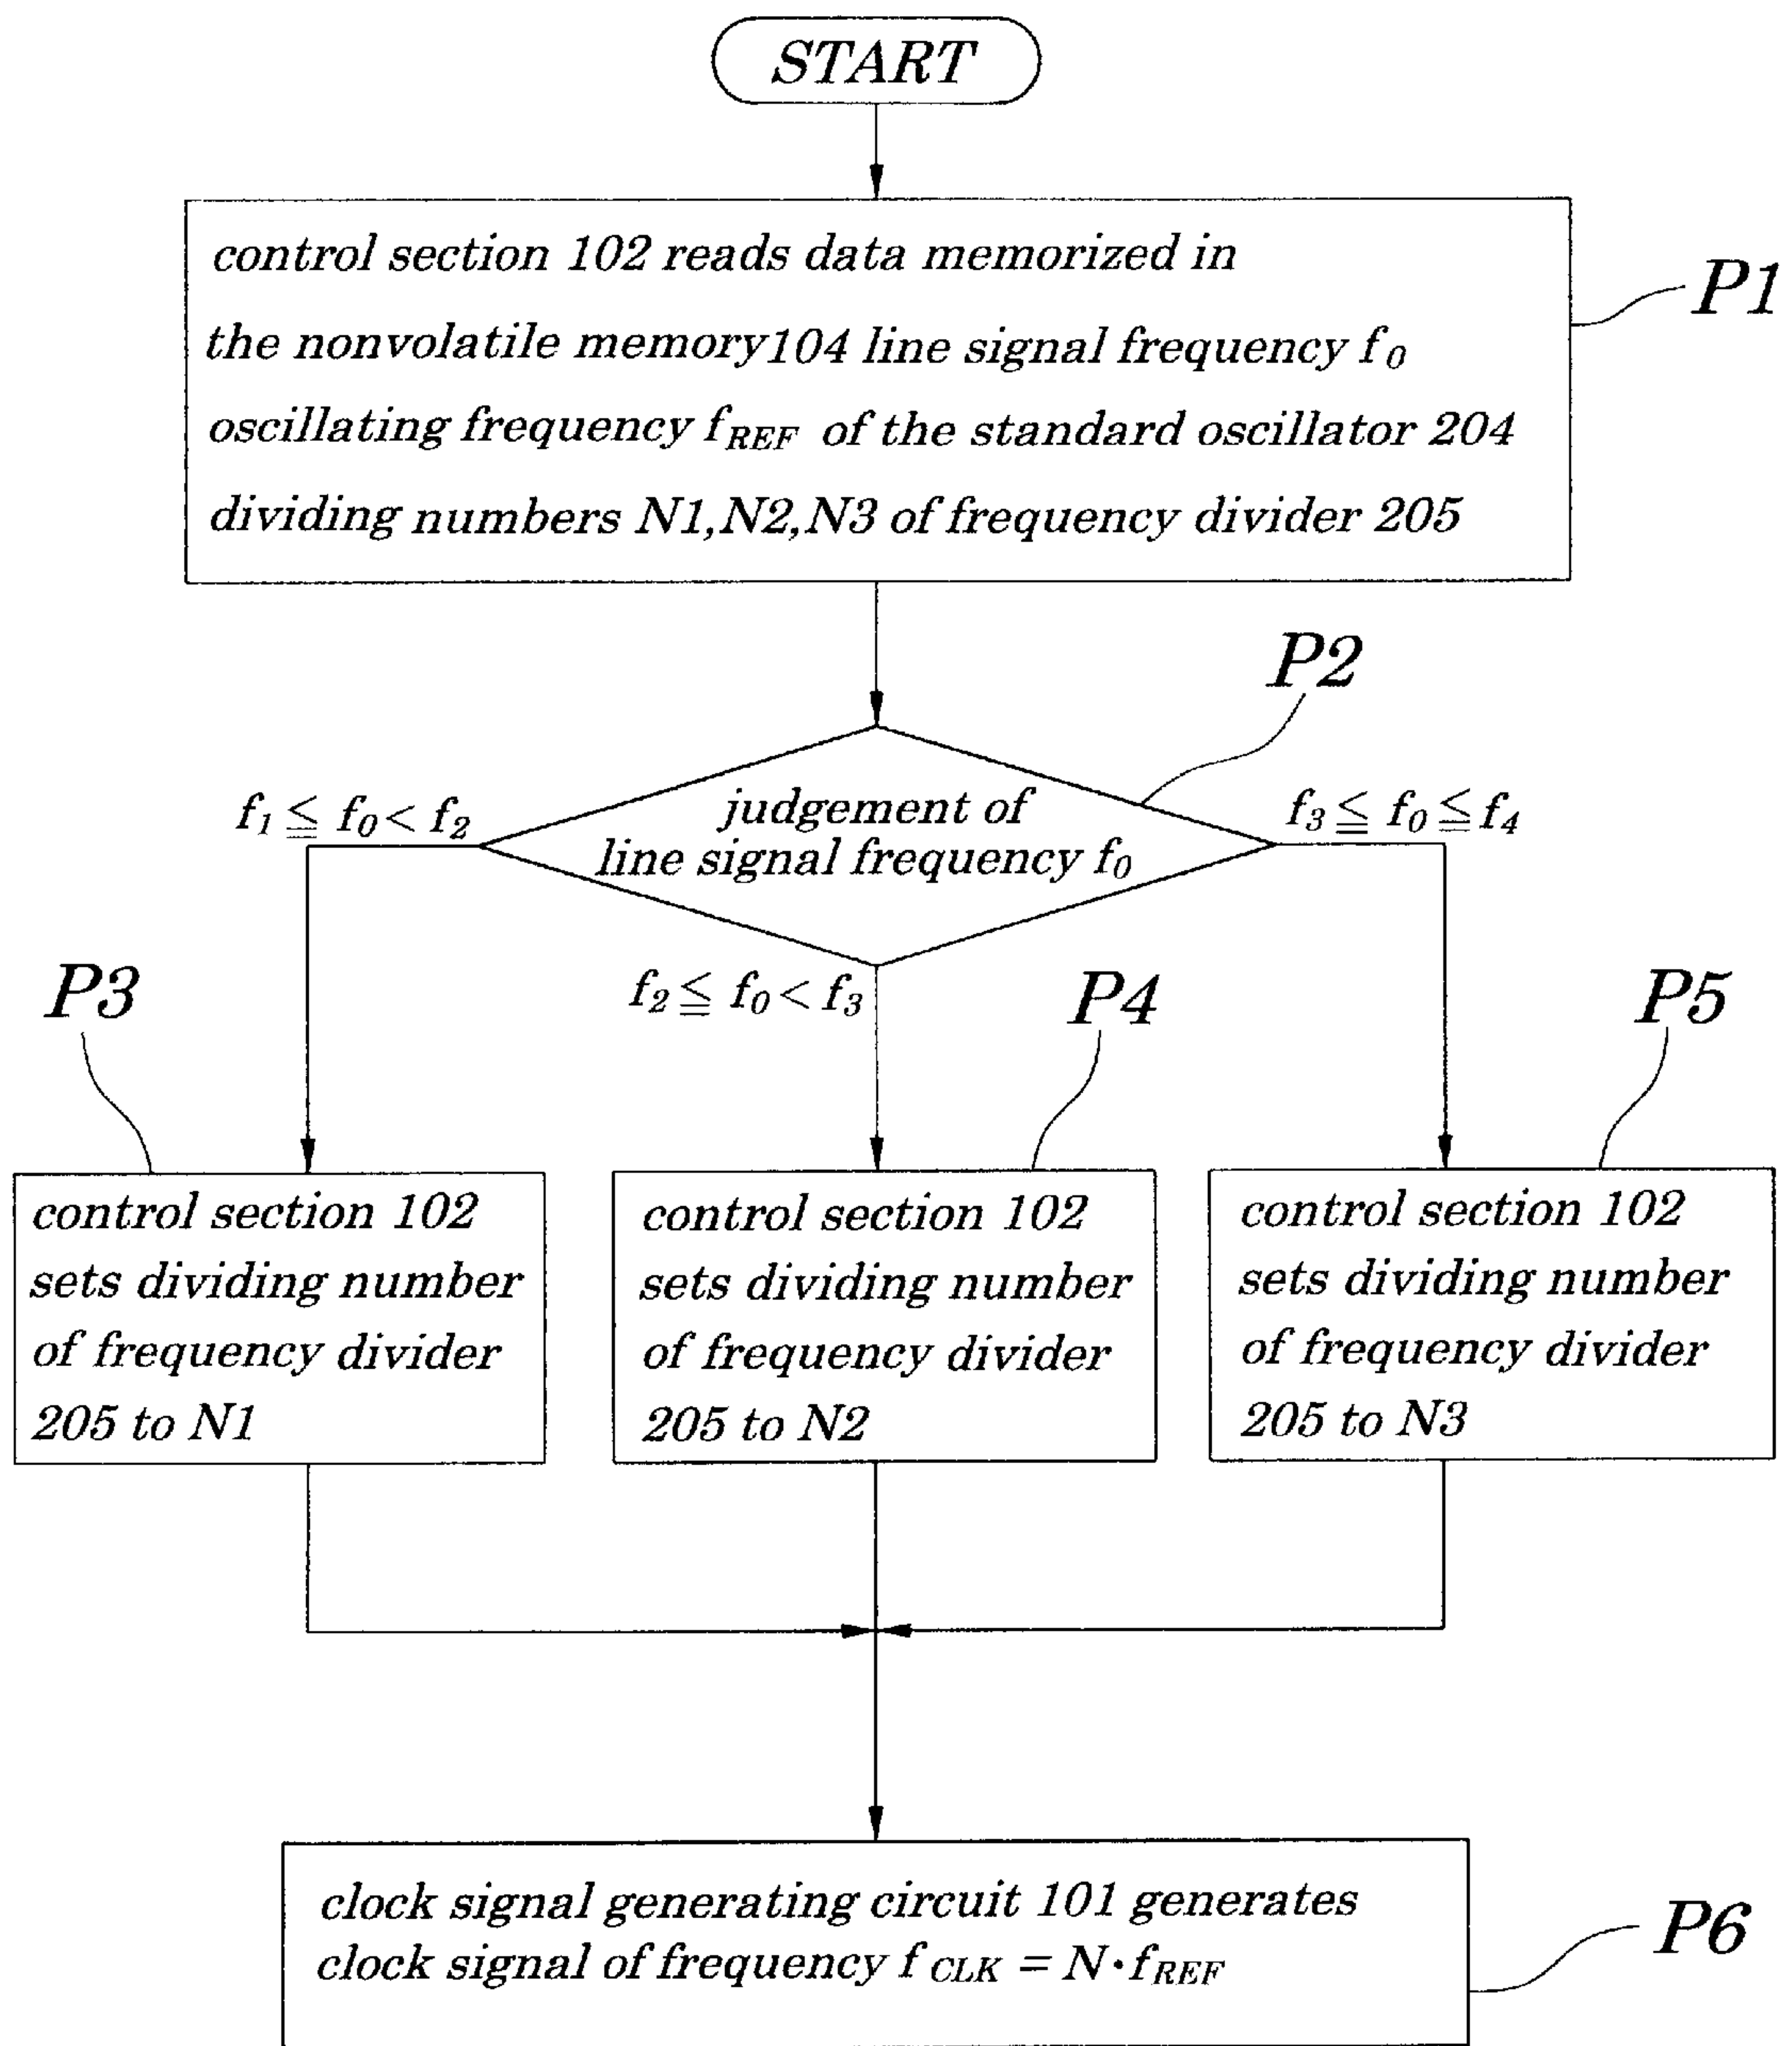 START
control section 102 reads data memorized in
the nonvolatile memory104 line signal frequency f0
oscillating frequency fREF of the standard oscillator 204
dividing numbers N1,N2,N3 of frequency divider 205
P1
P2
judgement of
line signal frequency f0
f1 ≦ f0 < f2
f3 ≦ f0 ≦ f4
f2 ≦ f0 < f3
P3
P4
P5
control section 102
sets dividing number
of frequency divider
205 to N1
control section 102
sets dividing number
of frequency divider
205 to N2
control section 102
sets dividing number
of frequency divider
205 to N3
clock signal generating circuit 101 generates
clock signal of frequency fCLK = N·fREF
P6